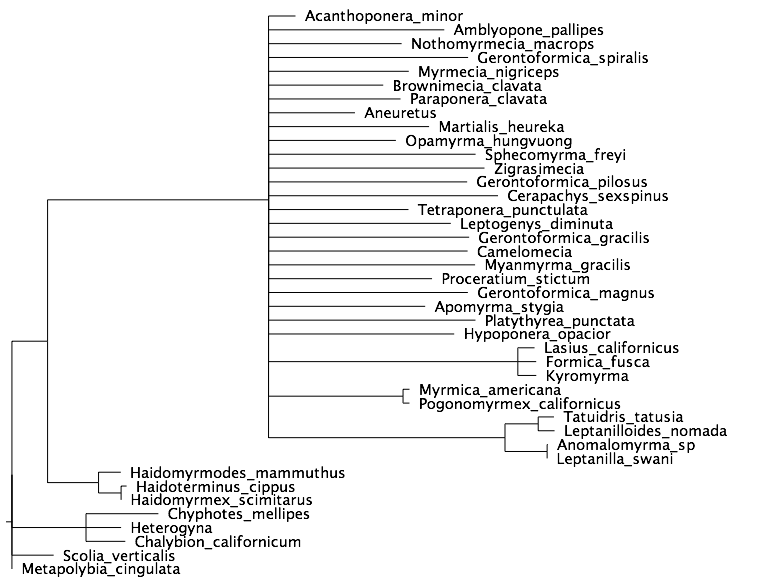 Acanthoponera_minor
Amblyopone_pallipes
Nothomyrmecia_macrops
Gerontoformica_spiralis
Myrmecia_nigriceps
Brownimecia_clavata
Paraponera_clavata
Aneuretus
Martialis_heureka
Opamyrma_hungvuong
Sphecomyrma_freyi
Zigrasimecia
Gerontoformica_pilosus
Cerapachys_sexspinus
Tetraponera_punctulata
Leptogenys_diminuta
Gerontoformica_gracilis
Camelomecia
Myanmyrma_gracilis
Proceratium_stictum
Gerontoformica_magnus
Apomyrma_stygia
Platythyrea_punctata
Hypoponera_opacior
Lasius_californicus
Formica_fusca
Kyromyrma
Myrmica_americana
Pogonomyrmex_californicus
Tatuidris_tatusia
Leptanilloides_nomada
Anomalomyrma_sp
Leptanilla_swani
Haidomyrmodes_mammuthus
Haidoterminus_cippus
Haidomyrmex_scimitarus
Chyphotes_mellipes
Heterogyna
Chalybion_californicum
Scolia_verticalis
Metapolybia_cingulata